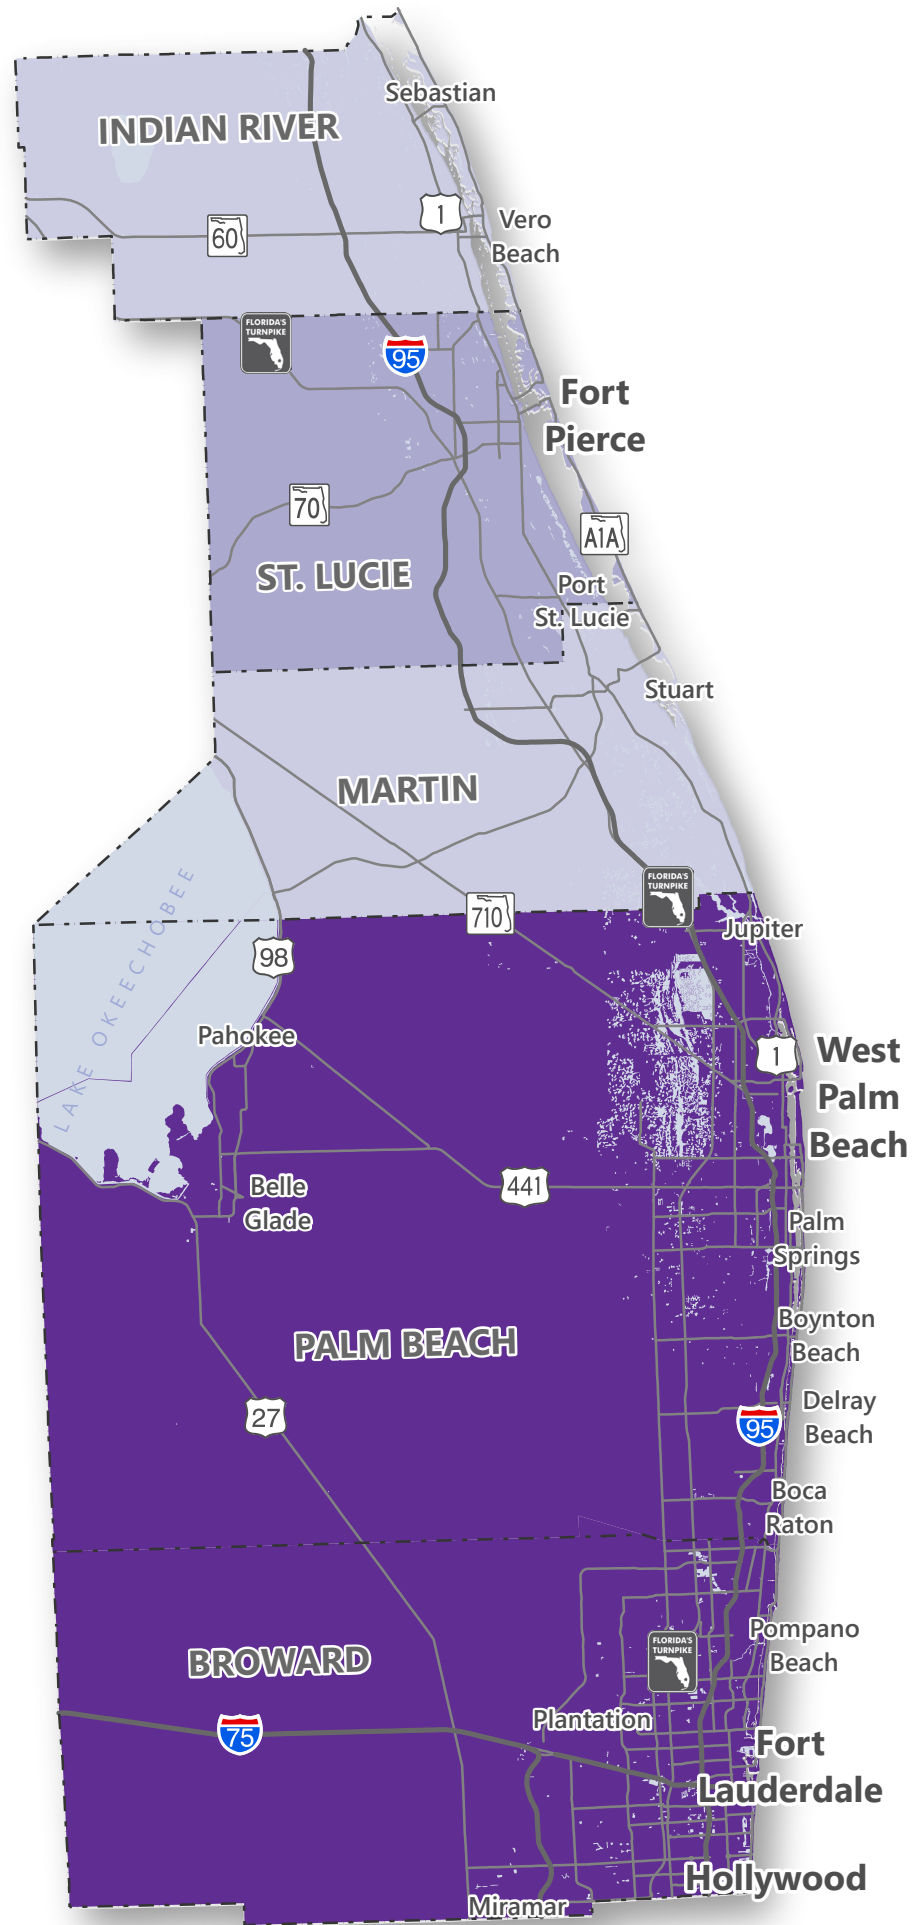 Sebastian
INDIAN RIVER
1
Vero
Beach
60
FLORIDA'S
TURNPIKE
95
Fort
Pierce
70
A1A
ST. LUCIE
Port
St. Lucie
Stuart
MARTIN
FLORIDA'S
TURNPIKE
710
Jupiter
LAKE OKEECHOBEE
98
Pahokee
1
West
Palm
Beach
441
Belle
Glade
Palm
Springs
PALM BEACH
Boynton
Beach
27
Delray
Beach
95
Boca
Raton
FLORIDA'S
TURNPIKE
Pompano
Beach
BROWARD
75
Plantation
Fort
Lauderdale
Hollywood
Miramar